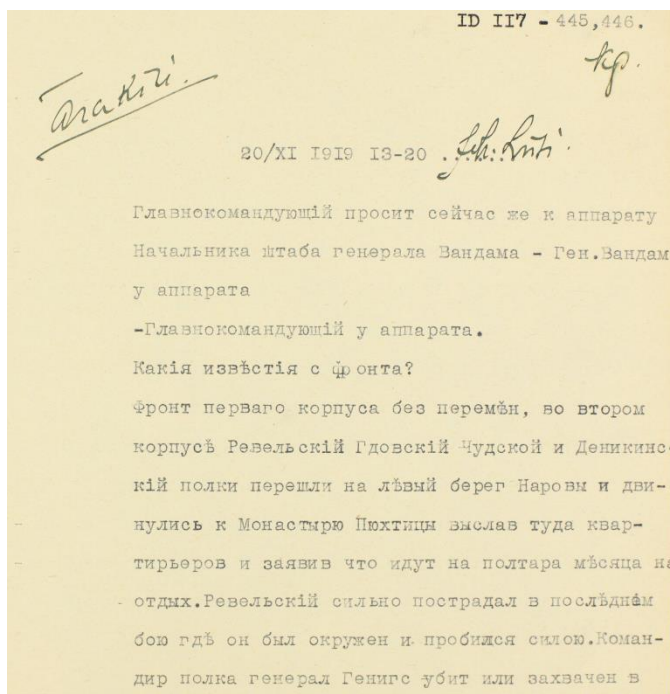 ID II7 - 445,446.
Kp.
Ärakiri.
20/XI I9I9 I3-20
Главнокомандующій просит сейчас же к аппарату
Начальника штаба генерала Вандама - Ген.Вандам
у аппарата
-Главнокомандующій у аппарата.
Какія извѣстія с фронта?
Фронт перваго корпуса без перемѣн, во втором
корпусѣ Ревельскій Гдовскій Чудской и Деникинс-
кій полки перешли на лѣвый берег Наровы и дви-
нулись к Монастырю Пюхтицы выслав туда квар-
тирьеров и заявив что идут на полтара мѣсяца на
отдых.Ревельскій сильно пострадал в послѣднем
бою гдѣ он был окружен и пробился силою.Коман-
дир полка генерал Генигс убит или захвачен в